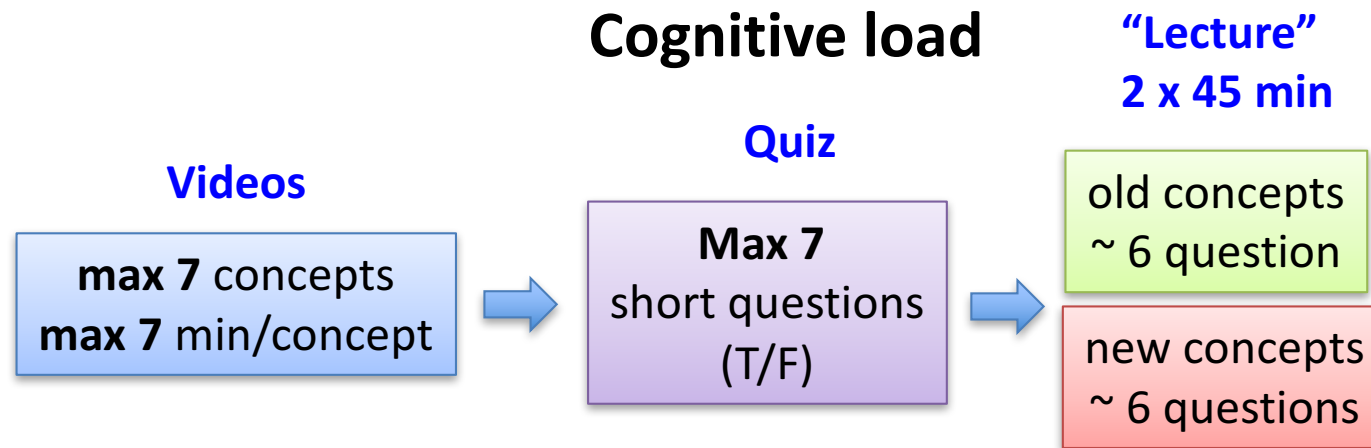 Cognitive load
Videos
max 7 concepts
max 7 min/concept
Quiz
Max 7
short questions
(T/F)
“Lecture”
2 x 45 min
old concepts
~ 6 question
new concepts
~ 6 questions